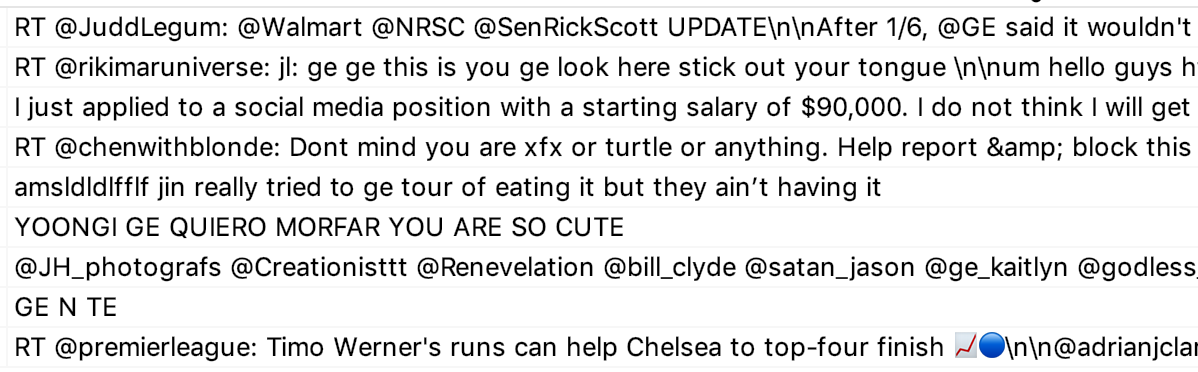 RT @JuddLegum: @Walmart @NRSC @SenRickScott UPDATE\n\nAfter 1/6, @GE said it wouldn't
RT @rikimaruniverse: jl: ge ge this is you ge look here stick out your tongue \n\num hello guys h
I just applied to a social media position with a starting salary of $90,000. I do not think I will get
RT @chenwithblonde: Dont mind you are xfx or turtle or anything. Help report &amp; block this
amsldldlfflf jin really tried to ge tour of eating it but they ain’t having it
YOONGI GE QUIERO MORFAR YOU ARE SO CUTE
@JH_photografs @Creationisttt @Renevelation @bill_clyde @satan_jason @ge_kaitlyn @godless_
GE N TE
RT @premierleague: Timo Werner's runs can help Chelsea to top-four finish 📈🔵\n\n@adrianjclar